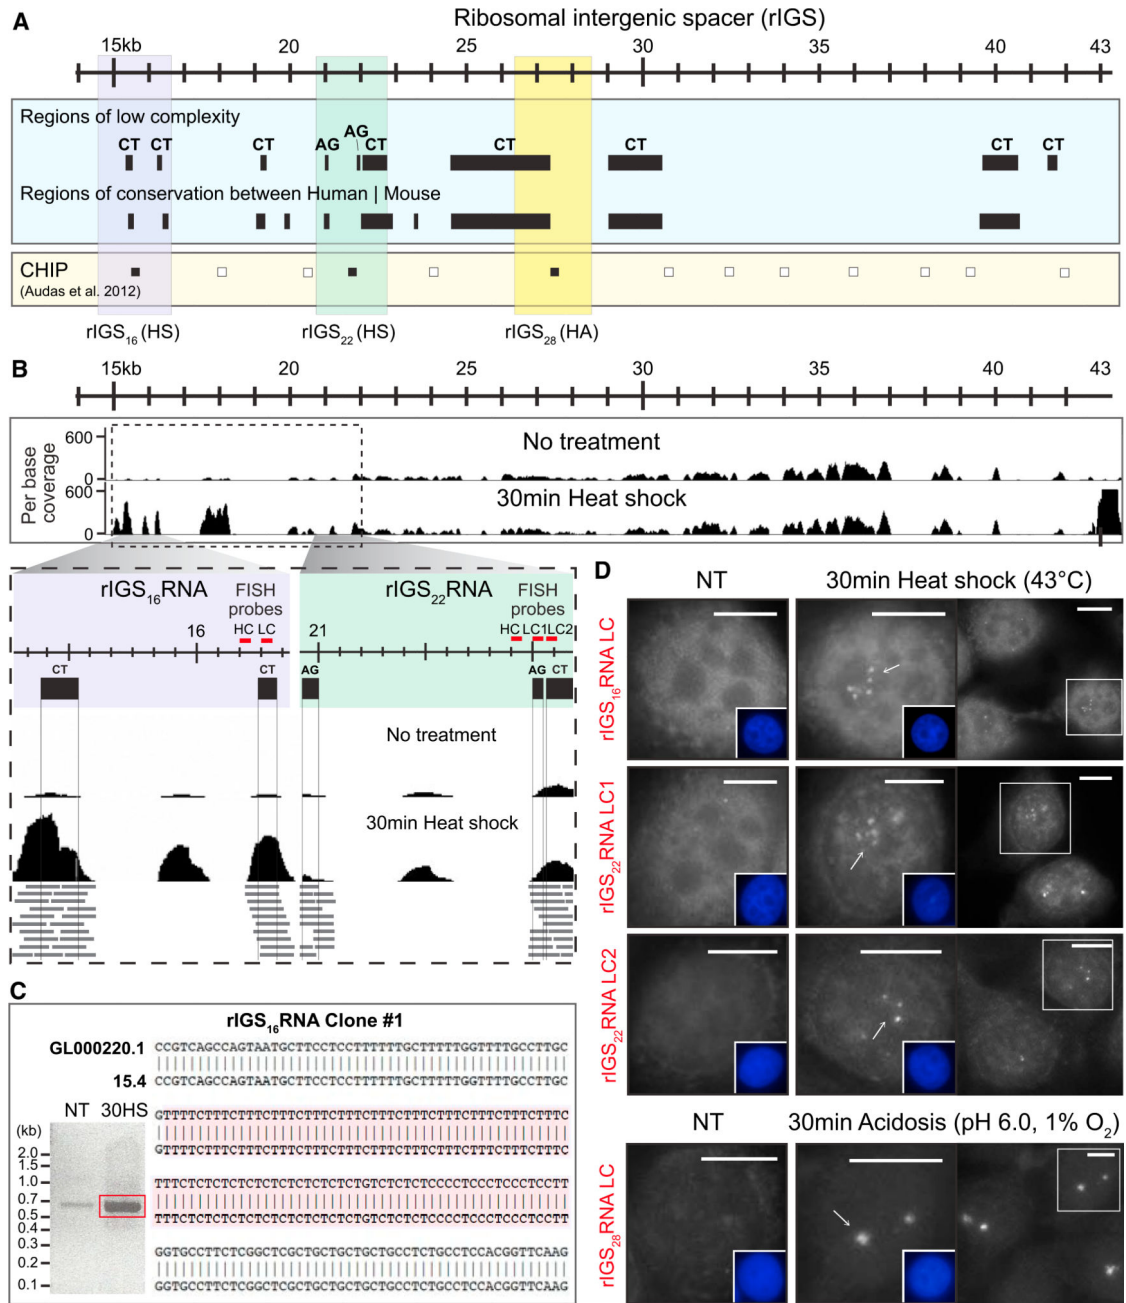 A
Ribosomal intergenic spacer (rIGS)
15kb 20 25 30 35 40 43
Regions of low complexity
CT CT CT AG AG CT CT CT CT CT
Regions of conservation between Human | Mouse
CHIP
(Audas et al. 2012)
rIGS16 (HS) rIGS22 (HS) rIGS28 (HA)
B
15kb 20 25 30 35 40 43
Per base coverage
600
0
No treatment
600
0
30min Heat shock
rIGS16RNA
FISH probes
HC LC
16
CT CT
rIGS22RNA
FISH probes
HC LC1 LC2
21
AG AG CT
No treatment
30min Heat shock
C
rIGS16RNA Clone #1
GL000220.1 CCGTCAGCCAGTAATGCTTCCTCCTTTTTTGCTTTTTGGTTTTGCCTTGC
15.4 CCGTCAGCCAGTAATGCTTCCTCCTTTTTTGCTTTTTGGTTTTGCCTTGC
GTTTTCTTTCTTTCTTTCTTTCTTTCTTTCTTTCTTTCTTTCTTTCTTTC
GTTTTCTTTCTTTCTTTCTTTCTTTCTTTCTTTCTTTCTTTCTTTCTTTC
TTTCTCTCTCTCTCTCTCTCTCTGTCTCTCTCCCCTCCCTCCCTCCTT
TTTCTCTCTCTCTCTCTCTCTCTGTCTCTCTCCCCTCCCTCCCTCCTT
GGTGCCTTCTCGGCTCGCTGCTGCTGCTGCCTCTGCCTCCACGGTTCAAG
GGTGCCTTCTCGGCTCGCTGCTGCTGCTGCCTCTGCCTCCACGGTTCAAG
NT 30HS
(kb)
2.0
1.5
1.0
0.7
0.5
0.4
0.3
0.2
0.1
D
NT 30min Heat shock (43°C)
rIGS16RNA LC
rIGS22RNA LC1
rIGS22RNA LC2
NT 30min Acidosis (pH 6.0, 1% O2)
rIGS28RNA LC